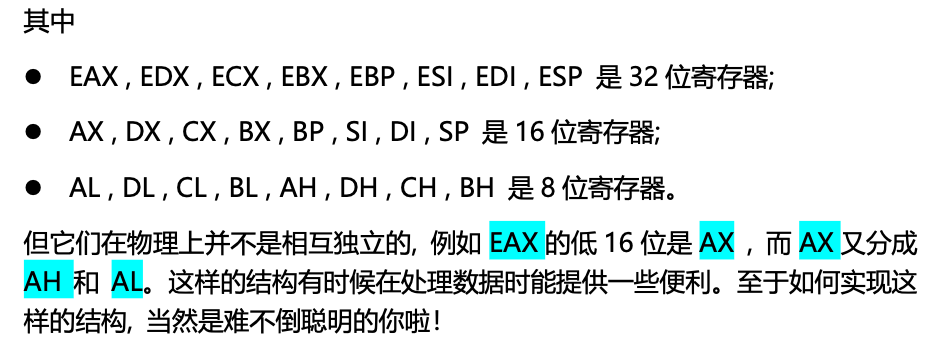 其中
● EAX , EDX , ECX , EBX , EBP , ESI , EDI , ESP 是 32 位寄存器;
● AX , DX , CX , BX , BP , SI , DI , SP 是 16 位寄存器;
● AL , DL , CL , BL , AH , DH , CH , BH 是 8 位寄存器。
但它们在物理上并不是相互独立的, 例如 EAX 的低 16 位是 AX , 而 AX 又分成
AH 和 AL。这样的结构有时候在处理数据时能提供一些便利。至于如何实现这
样的结构, 当然是难不倒聪明的你啦!